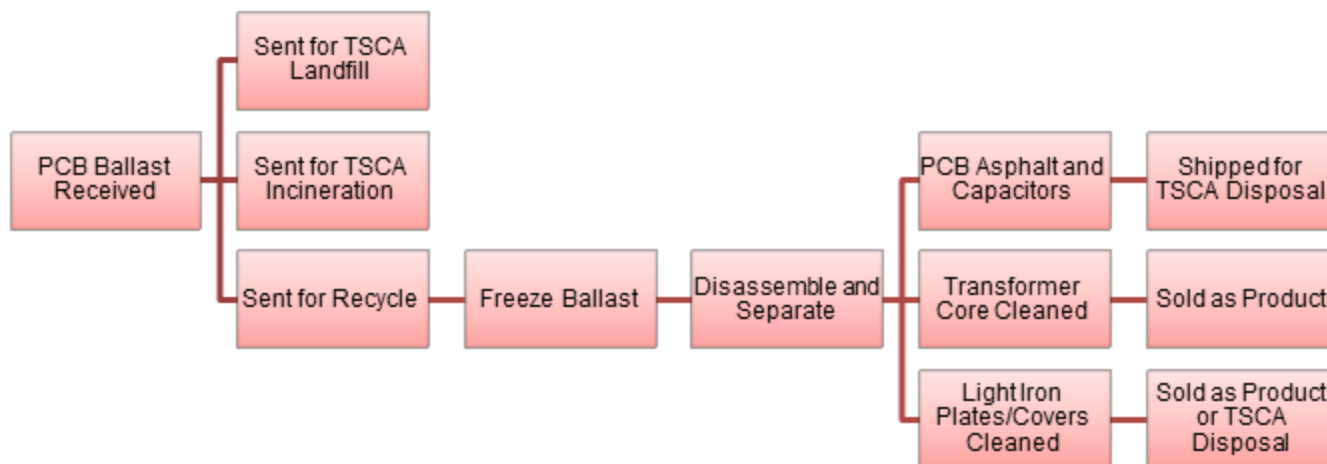 Sent for TSCA
Landfill
PCB Ballast
Received
Sent for TSCA
Incineration
PCB Asphalt and
Capacitors
Shipped for
TSCA Disposal
Sent for Recycle
Freeze Ballast
Disassemble and
Separate
Transformer
Core Cleaned
Sold as Product
Light Iron
Plates/Covers
Cleaned
Sold as Product
or TSCA
Disposal